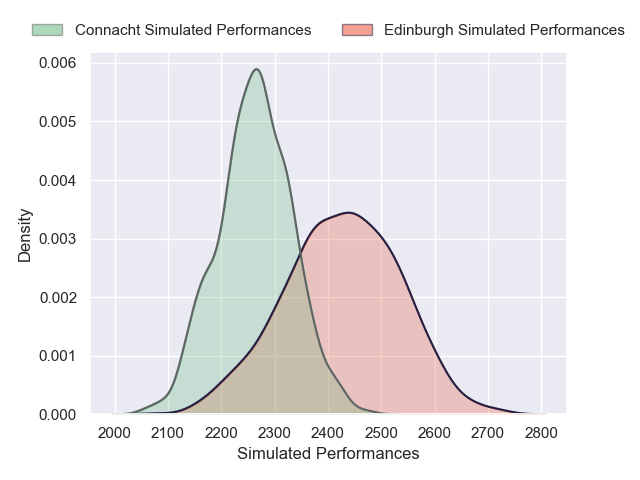 Connacht Simulated Performances
Edinburgh Simulated Performances
0.006
0.005
0.004
0.003
0.002
0.001
0.000
Density
2000 2100 2200 2300 2400 2500 2600 2700 2800
Simulated Performances